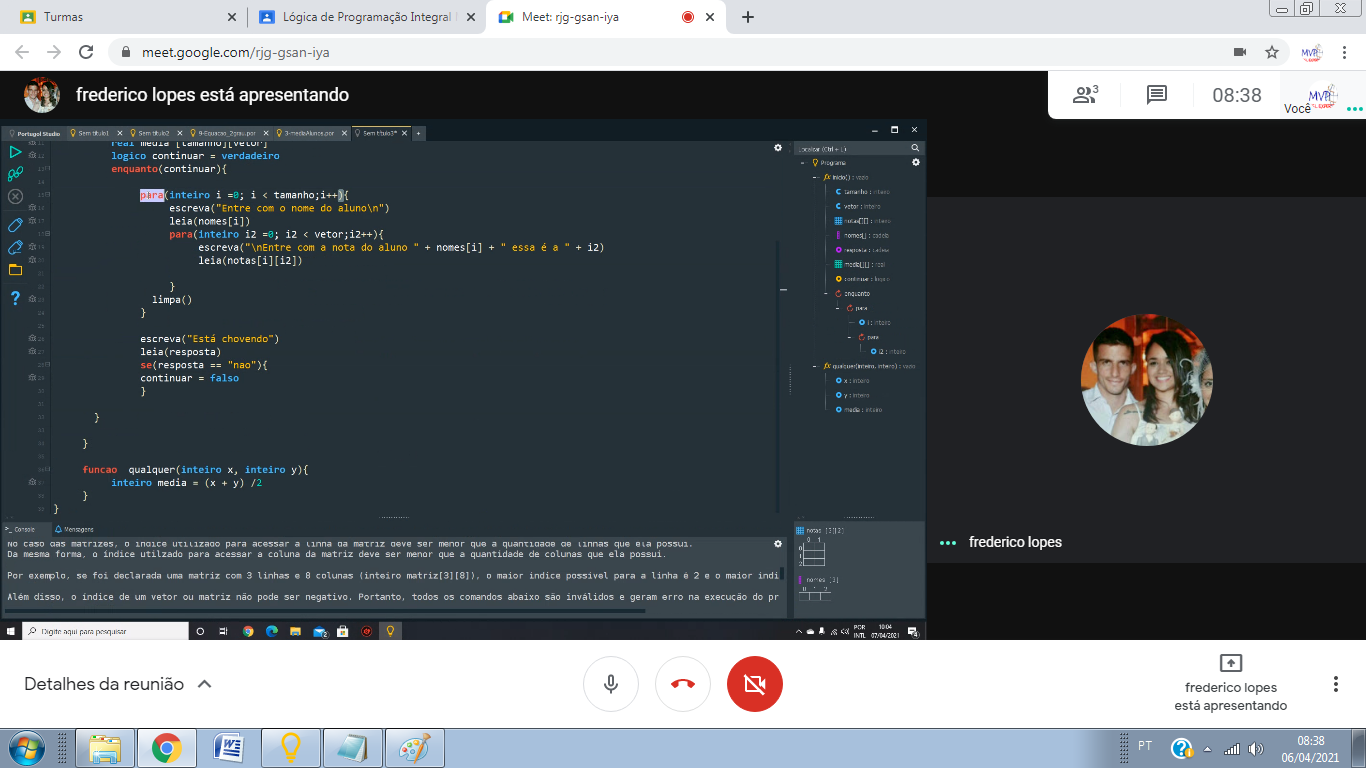 Turmas
Lógica de Programação Integral
Meet: rjg-gsan-iya
meet.google.com/rjg-gsan-iya
frederico lopes está apresentando
3
08:38
MVP
Você
Portugol Studio
Sem título1
Sem título2
9-Equacao_2grau.por
3-mediaAlunos.por
Sem título3*
real media [tamanho][vetor]
logico continuar = verdadeiro
enquanto(continuar){
para(inteiro i =0; i < tamanho;i++){
escreva("Entre com o nome do aluno\n")
leia(nomes[i])
para(inteiro i2 =0; i2 < vetor;i2++){
escreva("\nEntre com a nota do aluno " + nomes[i] + " essa é a " + i2)
leia(notas[i][i2])
}
limpa()
}
escreva("Está chovendo")
leia(resposta)
se(resposta == "nao"){
continuar = falso
}
}
}
funcao qualquer(inteiro x, inteiro y){
inteiro media = (x + y) /2
}
}
Localizar (Ctrl + L)
Programa
inicio() : vazio
tamanho : inteiro
vetor : inteiro
notas[][] : inteiro
nomes[] : cadeia
resposta : cadeia
media[][] : real
continuar : logico
enquanto
para
i : inteiro
para
i2 : inteiro
qualquer(inteiro, inteiro) : vazio
x : inteiro
y : inteiro
media : inteiro
Console
Mensagens
No caso das matrizes, o índice utilizado para acessar a linha da matriz deve ser menor que a quantidade de linhas que ela possui.
Da mesma forma, o índice utilzado para acessar a coluna da matriz deve ser menor que a quantidade de colunas que ela possui.
Por exemplo, se foi declarada uma matriz com 3 linhas e 8 colunas (inteiro matriz[3][8]), o maior indice possivel para a linha é 2 e o maior indi
Além disso, o índice de um vetor ou matriz não pode ser negativo. Portanto, todos os comandos abaixo são inválidos e geram erro na execução do pr
notas [3][2]
0 1
0
1
2
nomes [3]
0 1 2
Digite aqui para pesquisar
POR
INTL
10:04
07/04/2021
frederico lopes
Detalhes da reunião
frederico lopes
está apresentando
PT
08:38
06/04/2021